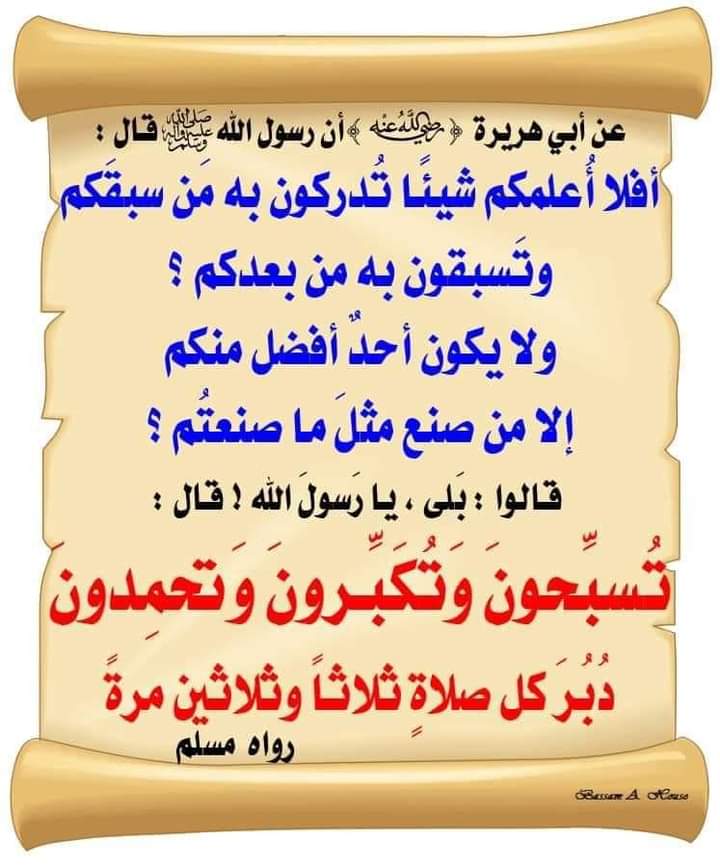 عن أبي هريرة ﴿ رضي الله عنه ﴾ أن رسول الله ﷺ قال :
أفلا أُعلمكم شيئًا تُدركون به مَن سبقَكم
وتَسبقون به من بعدكم ؟
ولا يكون أحدٌ أفضل منكم
إلا من صنع مثلَ ما صنعتُم ؟
قالوا : بَلى ، يا رَسولَ الله ! قال :
تُسبِّحونَ وَتُكَبِّرونَ وَتحمِدونَ
دُبُرَ كل صلاةٍ ثلاثاً وثلاثين مرةً
رواه مسلم
Bassam A. Houso